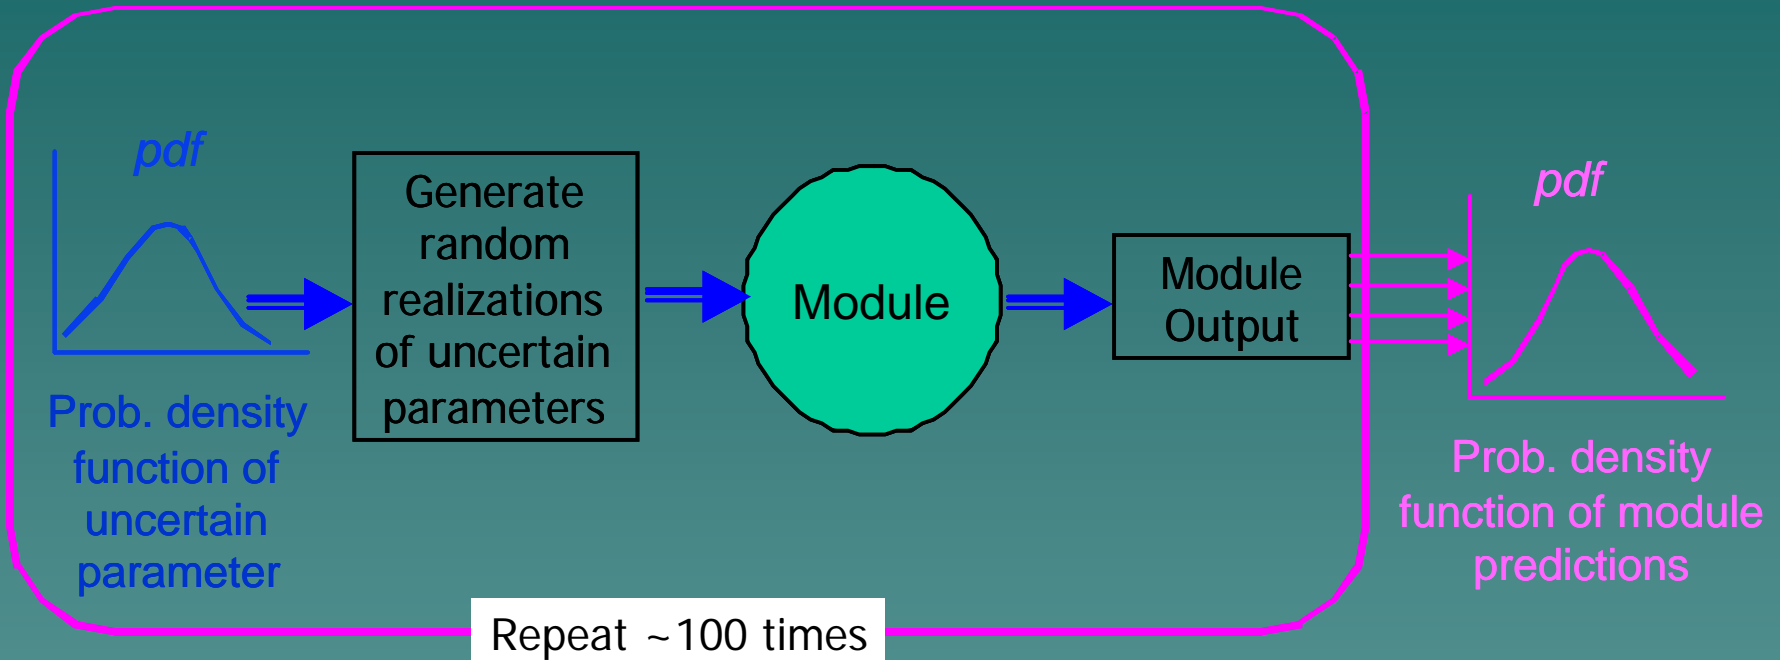 pdf
Prob. density
function of
uncertain
parameter
Generate
random
realizations
of uncertain
parameters
Module
Module
Output
pdf
Prob. density
function of module
predictions
Repeat ~100 times